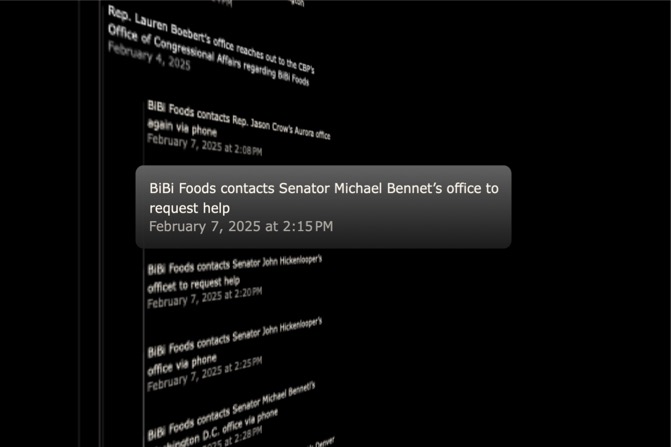 Rep. Lauren Boebert's office reaches out to the CBP's
Office of Congressional Affairs regarding BiBi Foods
February 4, 2025
BiBi Foods contacts Rep. Jason Crow's Aurora office
again via phone
February 7, 2025 at 2:08 PM
BiBi Foods contacts Senator Michael Bennet’s office to
request help
February 7, 2025 at 2:15 PM
BiBi Foods contacts Senator John Hickenlooper's
officet to request help
February 7, 2025 at 2:20 PM
BiBi Foods contacts Senator John Hickenlooper's
office via phone
February 7, 2025 at 2:25 PM
BiBi Foods contacts Senator Michael Bennet's
D.C. office via phone
2025 at 2:28 PM
Denver